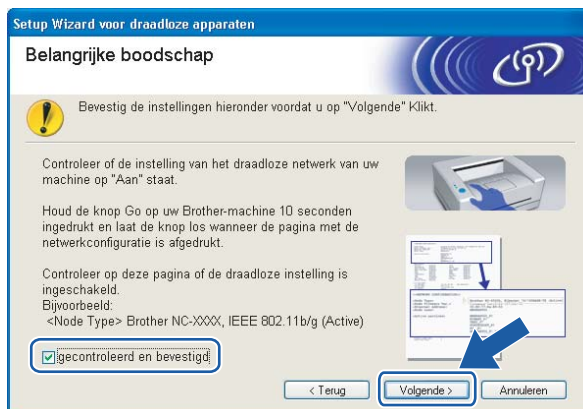 Setup Wizard voor draadloze apparaten
Belangrijke boodschap
Bevestig de instellingen hieronder voordat u op "Volgende" Klikt.
Controleer of de instelling van het draadloze netwerk van uw
machine op "Aan" staat.
Houd de knop Go op uw Brother-machine 10 seconden
ingedrukt en laat de knop los wanneer de pagina met de
netwerkconfiguratie is afgedrukt.
Controleer op deze pagina of de draadloze instelling is
ingeschakeld.
Bijvoorbeeld:
<Node Type> Brother NC-XXXX, IEEE 802.11b/g (Active)
gecontroleerd en bevestigd
< Terug
Volgende >
Annuleren